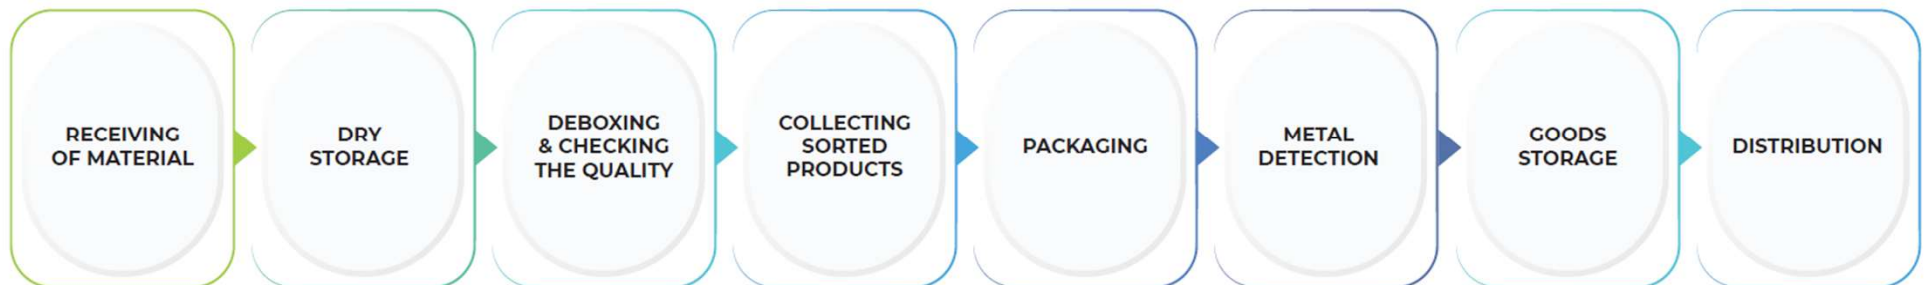 RECEIVING
OF MATERIAL
DRY
STORAGE
DEBOXING
& CHECKING
THE QUALITY
COLLECTING
SORTED
PRODUCTS
PACKAGING
METAL
DETECTION
GOODS
STORAGE
DISTRIBUTION